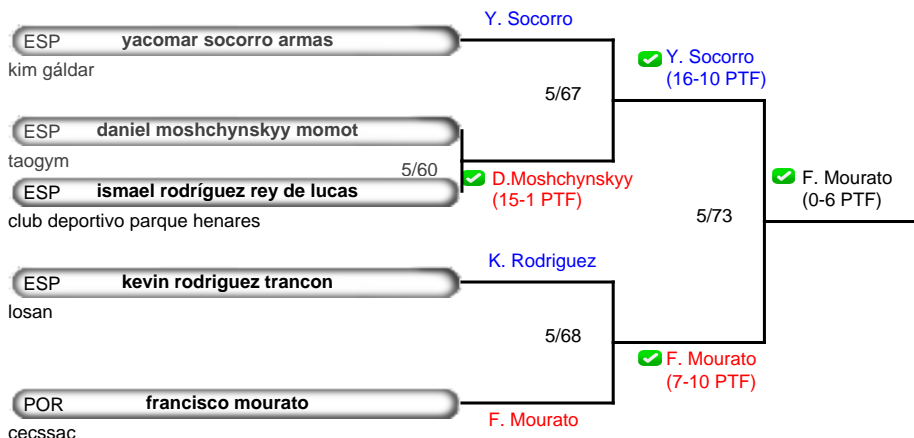 Y. Socorro
ESP yacomar socorro armas
kim gáldar
Y. Socorro
(16-10 PTF)
5/67
ESP daniel moshchynskyy momot
taogym
5/60
D.Moshchynskyy
(15-1 PTF)
ESP ismael rodríguez rey de lucas
club deportivo parque henares
F. Mourato
(0-6 PTF)
5/73
K. Rodriguez
ESP kevin rodriguez trancon
losan
5/68
F. Mourato
(7-10 PTF)
POR francisco mourato
cecssac
F. Mourato